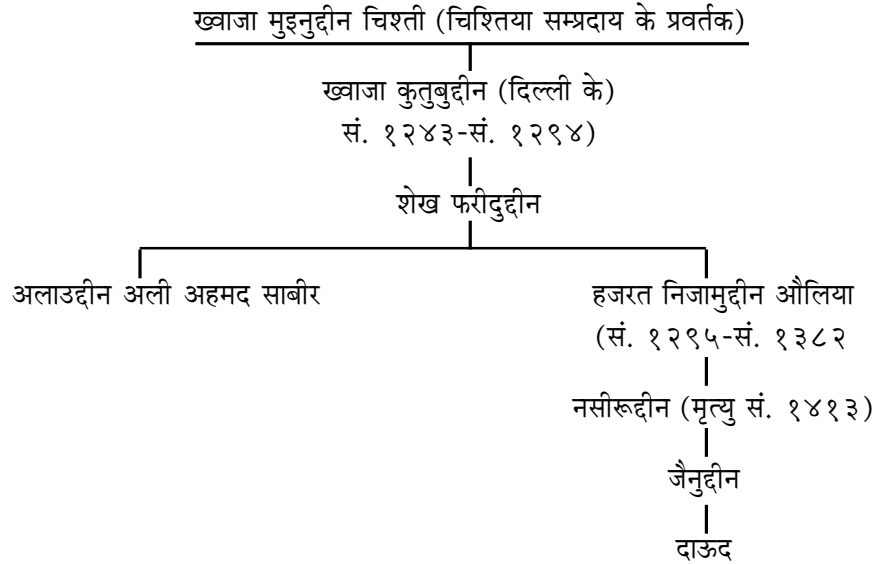 ख्वाजा मुइनुद्दीन चिश्ती (चिश्तिया सम्प्रदाय के प्रवर्तक)
ख्वाजा कुतुबुद्दीन (दिल्ली के)
सं. १२४३-सं. १२९४)
शेख फरीदुद्दीन
अलाउद्दीन अली अहमद साबीर
हजरत निजामुद्दीन औलिया
(सं. १२९५-सं. १३८२
नसीरूद्दीन (मृत्यु सं. १४१३)
जैनुद्दीन
दाऊद